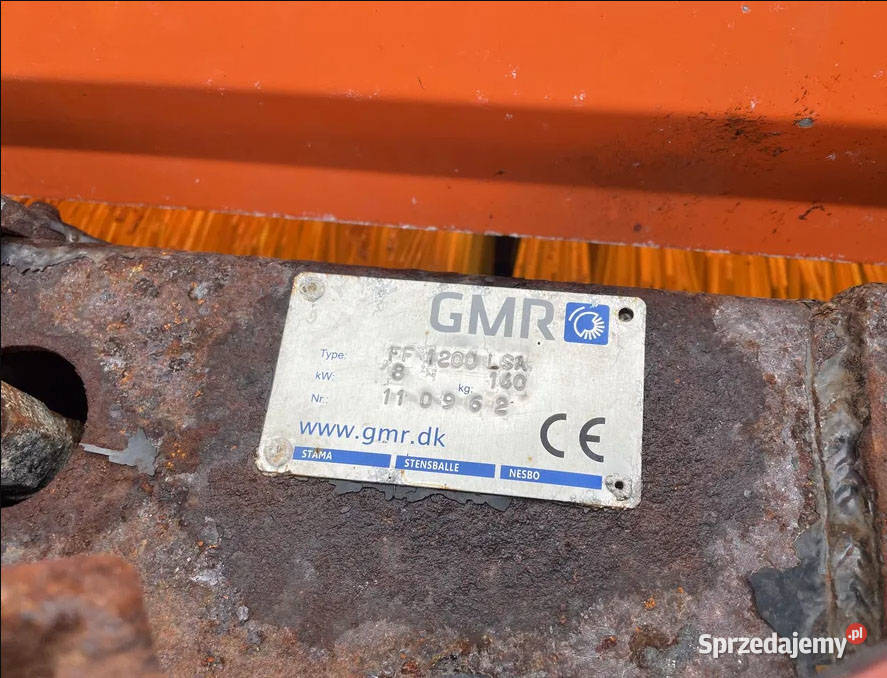 GMR
Type: FF 1200 LSA
kW: 8 kg: 140
Nr.: 110962
www.gmr.dk
CE
STAMA STENSBALLE NESBO
Sprzedajemy.pl